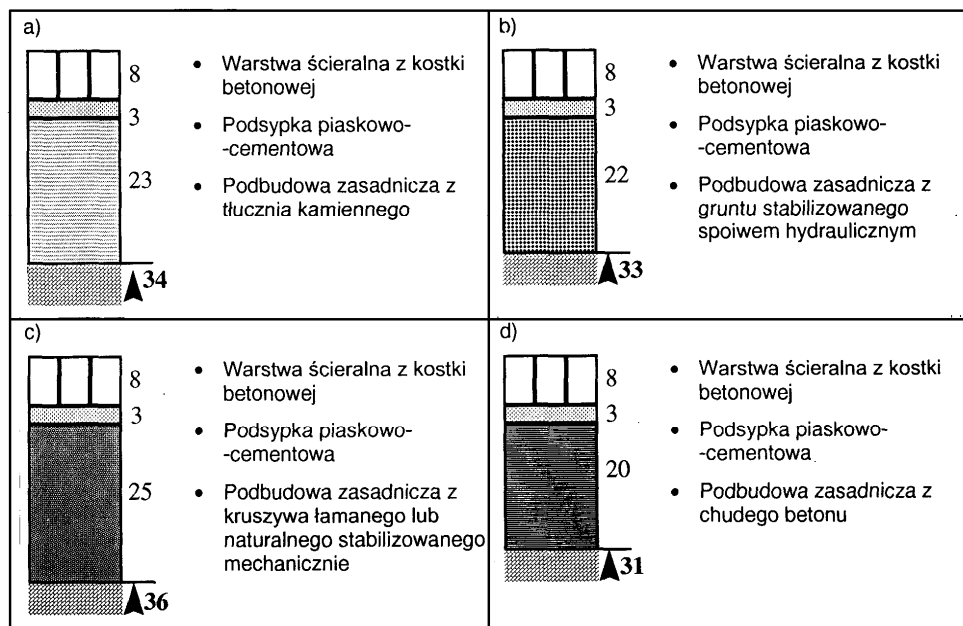 a)
8
3
23
34
• Warstwa ścieralna z kostki
betonowej
• Podsypka piaskowo-
-cementowa
• Podbudowa zasadnicza z
tłucznia kamiennego
b)
8
3
22
33
• Warstwa ścieralna z kostki
betonowej
• Podsypka piaskowo-
-cementowa
• Podbudowa zasadnicza z
gruntu stabilizowanego
spoiwem hydraulicznym
c)
8
3
25
36
• Warstwa ścieralna z kostki
betonowej
• Podsypka piaskowo-
-cementowa
• Podbudowa zasadnicza z
kruszywa łamanego lub
naturalnego stabilizowanego
mechanicznie
d)
8
3
20
31
• Warstwa ścieralna z kostki
betonowej
• Podsypka piaskowo-
-cementowa
• Podbudowa zasadnicza z
chudego betonu